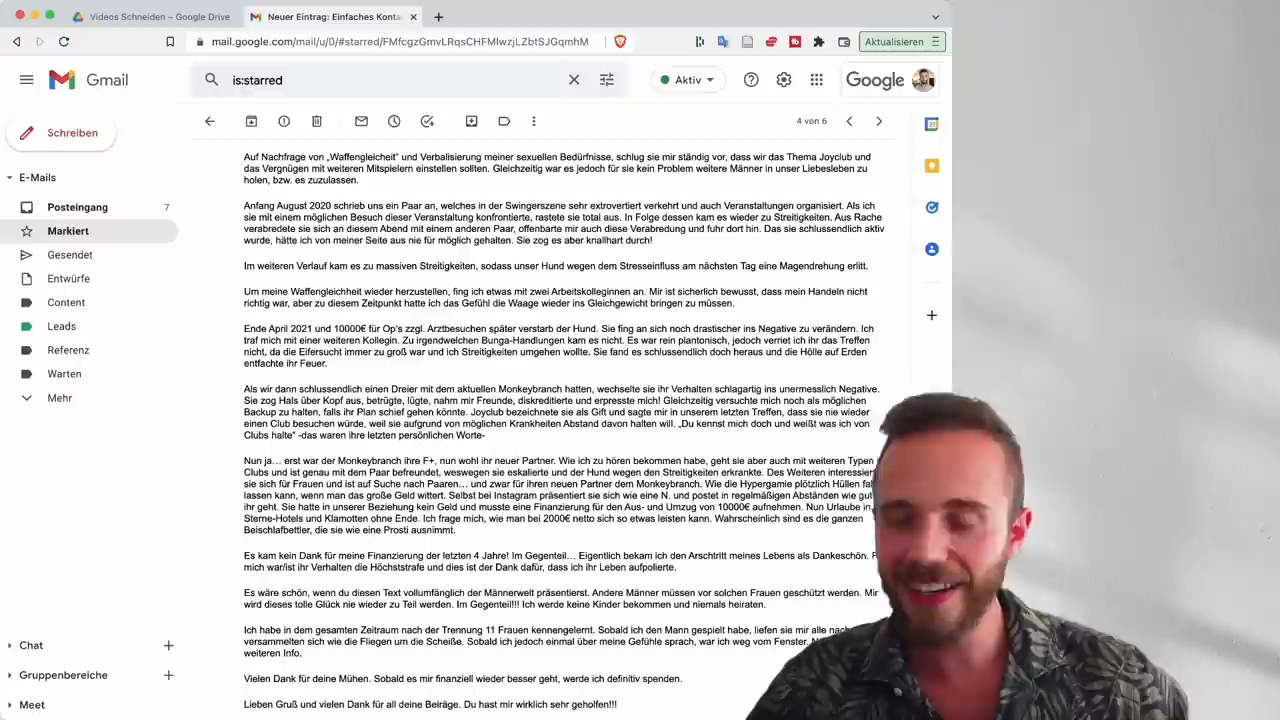 Videos Schneiden – Google Drive
Neuer Eintrag: Einfaches Konta
mail.google.com/mail/u/0/#starred/FMfcgzGmvLRqsCHFMlwzjLZbtSJGqmhM
Aktualisieren
Gmail
is:starred
Aktiv
Google
Schreiben
4 von 6
E-Mails
Posteingang 7
Markiert
Gesendet
Entwürfe
Content
Leads
Referenz
Warten
Mehr
Chat
Gruppenbereiche
Meet
Auf Nachfrage von „Waffengleicheit" und Verbalisierung meiner sexuellen Bedürfnisse, schlug sie mir ständig vor, dass wir das Thema Joyclub und
das Vergnügen mit weiteren Mitspielern einstellen sollten. Gleichzeitig war es jedoch für sie kein Problem weitere Männer in unser Liebesleben zu
holen, bzw. es zuzulassen.
Anfang August 2020 schrieb uns ein Paar an, welches in der Swingerszene sehr extrovertiert verkehrt und auch Veranstaltungen organisiert. Als ich
sie mit einem möglichen Besuch dieser Veranstaltung konfrontierte, rastete sie total aus. In Folge dessen kam es wieder zu Streitigkeiten. Aus Rache
verabredete sie sich an diesem Abend mit einem anderen Paar, offenbarte mir auch diese Verabredung und fuhr dort hin. Das sie schlussendlich aktiv
wurde, hätte ich von meiner Seite aus nie für möglich gehalten. Sie zog es aber knallhart durch!
Im weiteren Verlauf kam es zu massiven Streitigkeiten, sodass unser Hund wegen dem Stresseinfluss am nächsten Tag eine Magendrehung erlitt.
Um meine Waffengleichheit wieder herzustellen, fing ich etwas mit zwei Arbeitskolleginnen an. Mir ist sicherlich bewusst, dass mein Handeln nicht
richtig war, aber zu diesem Zeitpunkt hatte ich das Gefühl die Waage wieder ins Gleichgewicht bringen zu müssen.
Ende April 2021 und 10000€ für Op's zzgl. Arztbesuchen später verstarb der Hund. Sie fing an sich noch drastischer ins Negative zu verändern. Ich
traf mich mit einer weiteren Kollegin. Zu irgendwelchen Bunga-Handlungen kam es nicht. Es war rein plantonisch, jedoch verriet ich ihr das Treffen
nicht, da die Eifersucht immer zu groß war und ich Streitigkeiten umgehen wollte. Sie fand es schlussendlich doch heraus und die Hölle auf Erden
entfachte ihr Feuer.
Als wir dann schlussendlich einen Dreier mit dem aktuellen Monkeybranch hatten, wechselte sie ihr Verhalten schlagartig ins unermesslich Negative.
Sie zog Hals über Kopf aus, betrügte, lügte, nahm mir Freunde, diskreditierte und erpresste mich! Gleichzeitig versuchte mich noch als möglichen
Backup zu halten, falls ihr Plan schief gehen könnte. Joyclub bezeichnete sie als Gift und sagte mir in unserem letzten Treffen, dass sie nie wieder
einen Club besuchen würde, weil sie aufgrund von möglichen Krankheiten Abstand davon halten will. „Du kennst mich doch und weißt was ich von
Clubs halte" -das waren ihre letzten persönlichen Worte-
Nun ja… erst war der Monkeybranch ihre F+, nun wohl ihr neuer Partner. Wie ich zu hören bekommen habe, geht sie aber auch mit weiteren Typen
Clubs und ist genau mit dem Paar befreundet, weswegen sie eskalierte und der Hund wegen den Streitigkeiten erkrankte. Des Weiteren interessier
sie sich für Frauen und ist auf Suche nach Paaren… und zwar für ihren neuen Partner dem Monkeybranch. Wie die Hypergamie plötzlich Hüllen fal
lassen kann, wenn man das große Geld wittert. Selbst bei Instagram präsentiert sie sich wie eine N. und postet in regelmäßigen Abständen wie gut
ihr geht. Sie hatte in unserer Beziehung kein Geld und musste eine Finanzierung für den Aus- und Umzug von 10000€ aufnehmen. Nun Urlaube in
Sterne-Hotels und Klamotten ohne Ende. Ich frage mich, wie man bei 2000€ netto sich so etwas leisten kann. Wahrscheinlich sind es die ganzen
Beischlafbettler, die sie wie eine Prosti ausnimmt.
Es kam kein Dank für meine Finanzierung der letzten 4 Jahre! Im Gegenteil… Eigentlich bekam ich den Arschtritt meines Lebens als Dankeschön. F
mich war/ist ihr Verhalten die Höchststrafe und dies ist der Dank dafür, dass ich ihr Leben aufpolierte.
Es wäre schön, wenn du diesen Text vollumfänglich der Männerwelt präsentierst. Andere Männer müssen vor solchen Frauen geschützt werden. Mir
wird dieses tolle Glück nie wieder zu Teil werden. Im Gegenteil!!! Ich werde keine Kinder bekommen und niemals heiraten.
Ich habe in dem gesamten Zeitraum nach der Trennung 11 Frauen kennengelernt. Sobald ich den Mann gespielt habe, liefen sie mir alle nach
versammelten sich wie die Fliegen um die Scheiße. Sobald ich jedoch einmal über meine Gefühle sprach, war ich weg vom Fenster.
weiteren Info.
Vielen Dank für deine Mühen. Sobald es mir finanziell wieder besser geht, werde ich definitiv spenden.
Lieben Gruß und vielen Dank für all deine Beiräge. Du hast mir wirklich sehr geholfen!!!